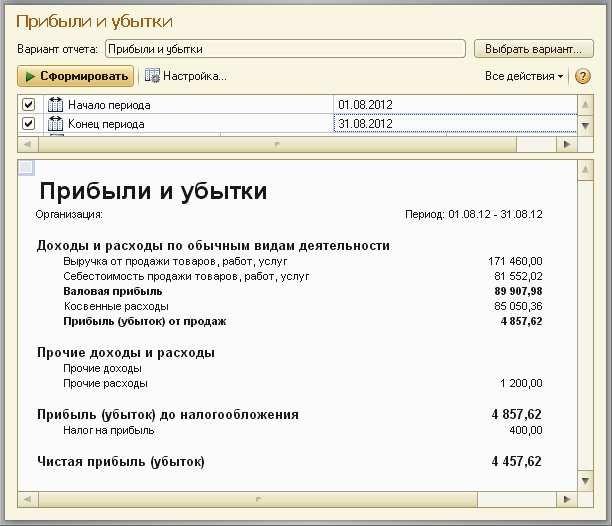 Прибыли и убытки
Вариант отчета: Прибыли и убытки Выбрать вариант...
Сформировать Настройка... Все действия ?
Начало периода 01.08.2012
Конец периода 31.08.2012
Прибыли и убытки
Организация: Период: 01.08.12 - 31.08.12
Доходы и расходы по обычным видам деятельности
Выручка от продажи товаров, работ, услуг 171 460,00
Себестоимость продажи товаров, работ, услуг 81 552,02
Валовая прибыль 89 907,98
Косвенные расходы 85 050,36
Прибыль (убыток) от продаж 4 857,62
Прочие доходы и расходы
Прочие доходы
Прочие расходы 1 200,00
Прибыль (убыток) до налогообложения 4 857,62
Налог на прибыль 400,00
Чистая прибыль (убыток) 4 457,62